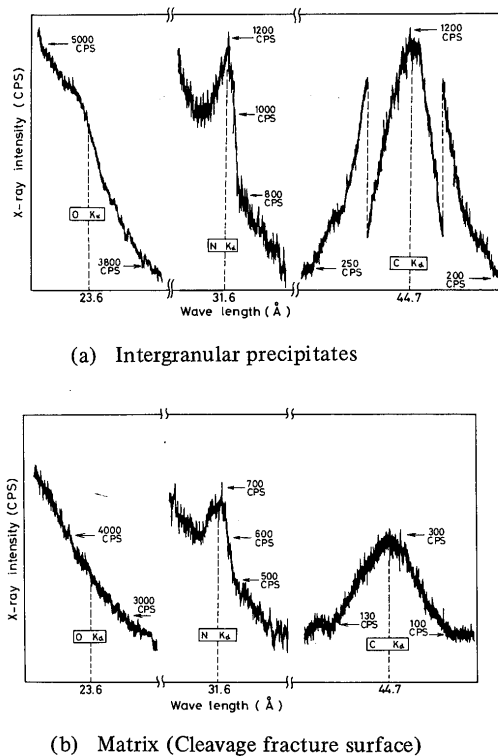 X-ray intensity (CPS)
5000
CPS
1200
CPS
1200
CPS
1000
CPS
800
CPS
O Kα
N Kα
C Kα
3800
CPS
250
CPS
200
CPS
23.6
31.6
44.7
Wave length (Å)
(a) Intergranular precipitates
X-ray intensity (CPS)
4000
CPS
700
CPS
600
CPS
500
CPS
300
CPS
3000
CPS
130
CPS
100
CPS
O Kα
N Kα
C Kα
23.6
31.6
44.7
Wave length (Å)
(b) Matrix (Cleavage fracture surface)